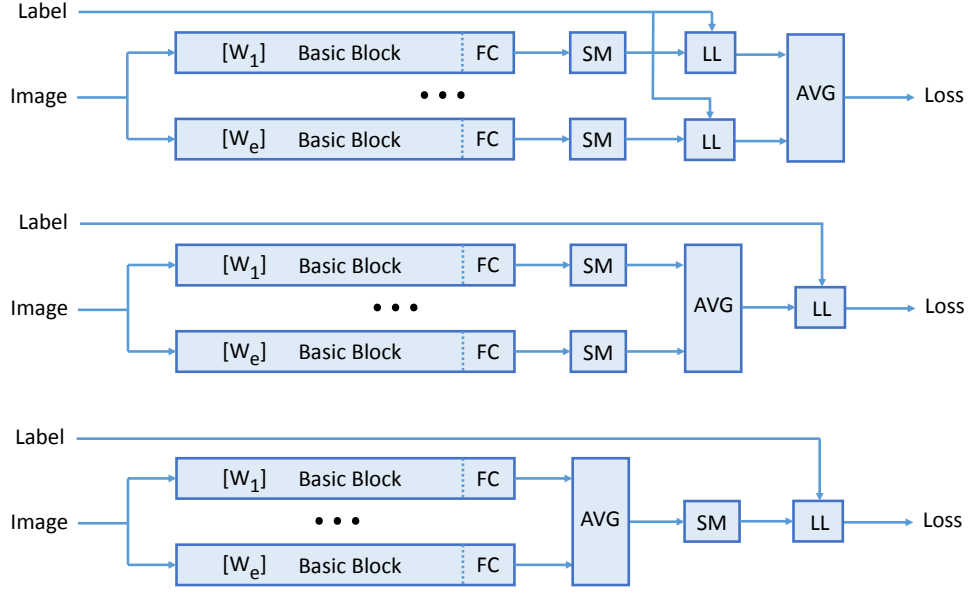 Label
[W1] Basic Block FC SM LL
Image • • • AVG Loss
[We] Basic Block FC SM LL
Label
[W1] Basic Block FC SM
Image • • • AVG LL Loss
[We] Basic Block FC SM
Label
[W1] Basic Block FC
Image • • • AVG SM LL Loss
[We] Basic Block FC